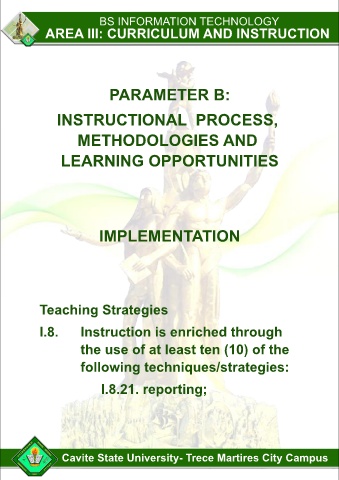 BS INFORMATION TECHNOLOGY
AREA III: CURRICULUM AND INSTRUCTION
PARAMETER B:
INSTRUCTIONAL PROCESS,
METHODOLOGIES AND
LEARNING OPPORTUNITIES
IMPLEMENTATION
Teaching Strategies
I.8. Instruction is enriched through
the use of at least ten (10) of the
following techniques/strategies:
I.8.21. reporting;
Cavite State University- Trece Martires City Campus